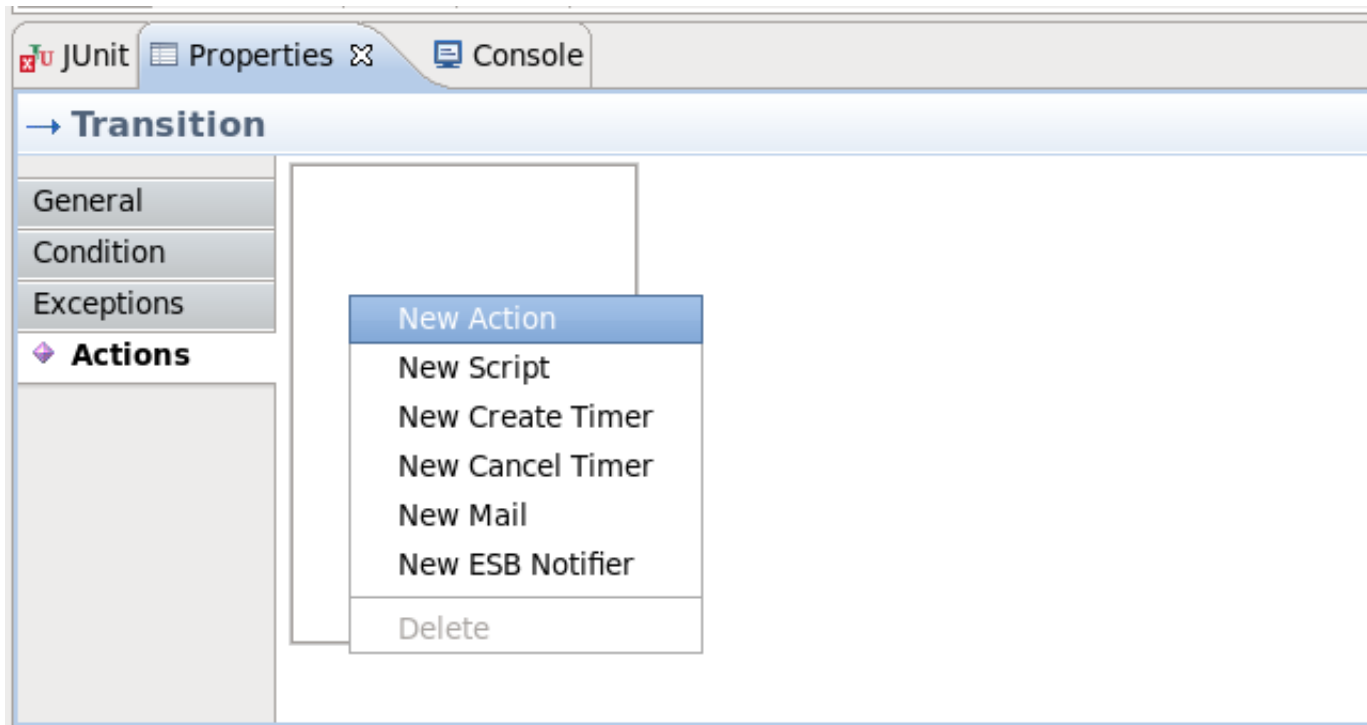 JUnit Properties Console
Transition
General
Condition
Exceptions
Actions
New Action
New Script
New Create Timer
New Cancel Timer
New Mail
New ESB Notifier
Delete